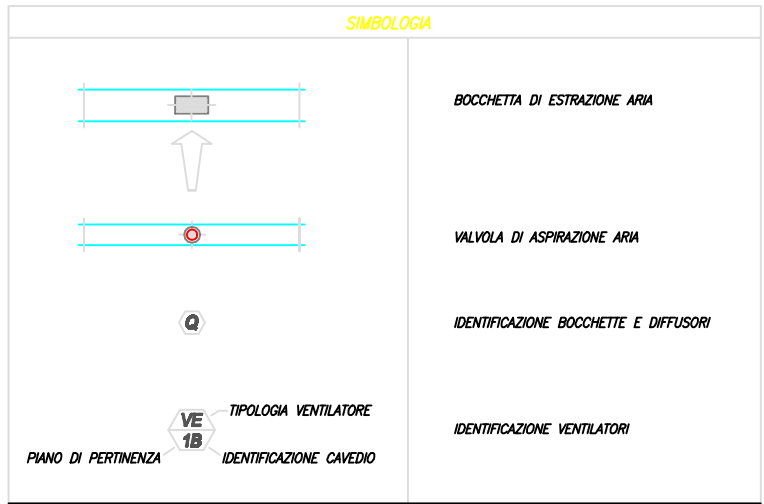 SIMBOLOGIA
BOCCHETTA DI ESTRAZIONE ARIA
VALVOLA DI ASPIRAZIONE ARIA
Q
IDENTIFICAZIONE BOCCHETTE E DIFFUSORI
VE
TIPOLOGIA VENTILATORE
1B
PIANO DI PERTINENZA
IDENTIFICAZIONE CAVEDIO
IDENTIFICAZIONE VENTILATORI